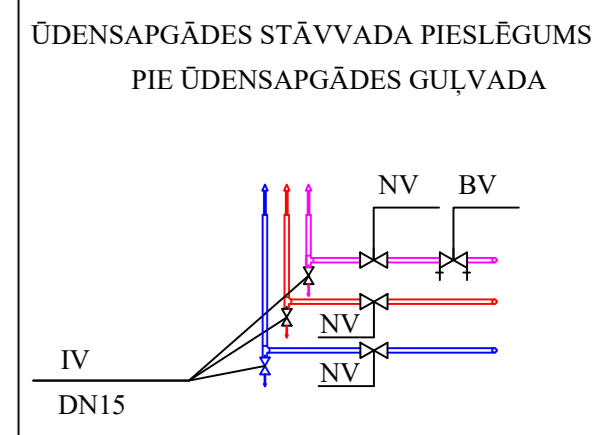 ŪDENSAPGĀDES STĀVVADA PIESLĒGUMS
PIE ŪDENSAPGĀDES GUĻVADA
NV BV
NV
IV
NV
DN15